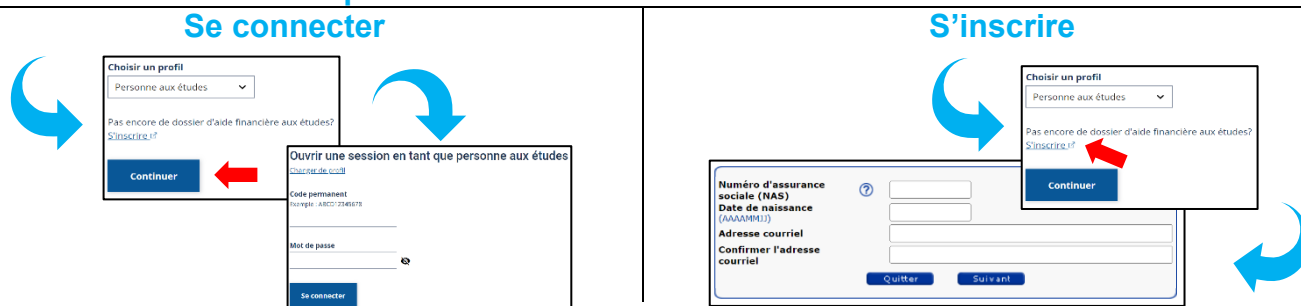 Se connecter
Choisir un profil
Personne aux études
Pas encore de dossier d'aide financière aux études?
S'inscrire
Continuer
Ouvrir une session en tant que personne aux études
Changer de profil
Code permanent
Exemple : ABCD12345678
Mot de passe
Se connecter
S'inscrire
Choisir un profil
Personne aux études
Pas encore de dossier d'aide financière aux études?
S'inscrire
Continuer
Numéro d'assurance
sociale (NAS)
Date de naissance
(AAAAMMJJ)
Adresse courriel
Confirmer l'adresse
courriel
Quitter
Suivant